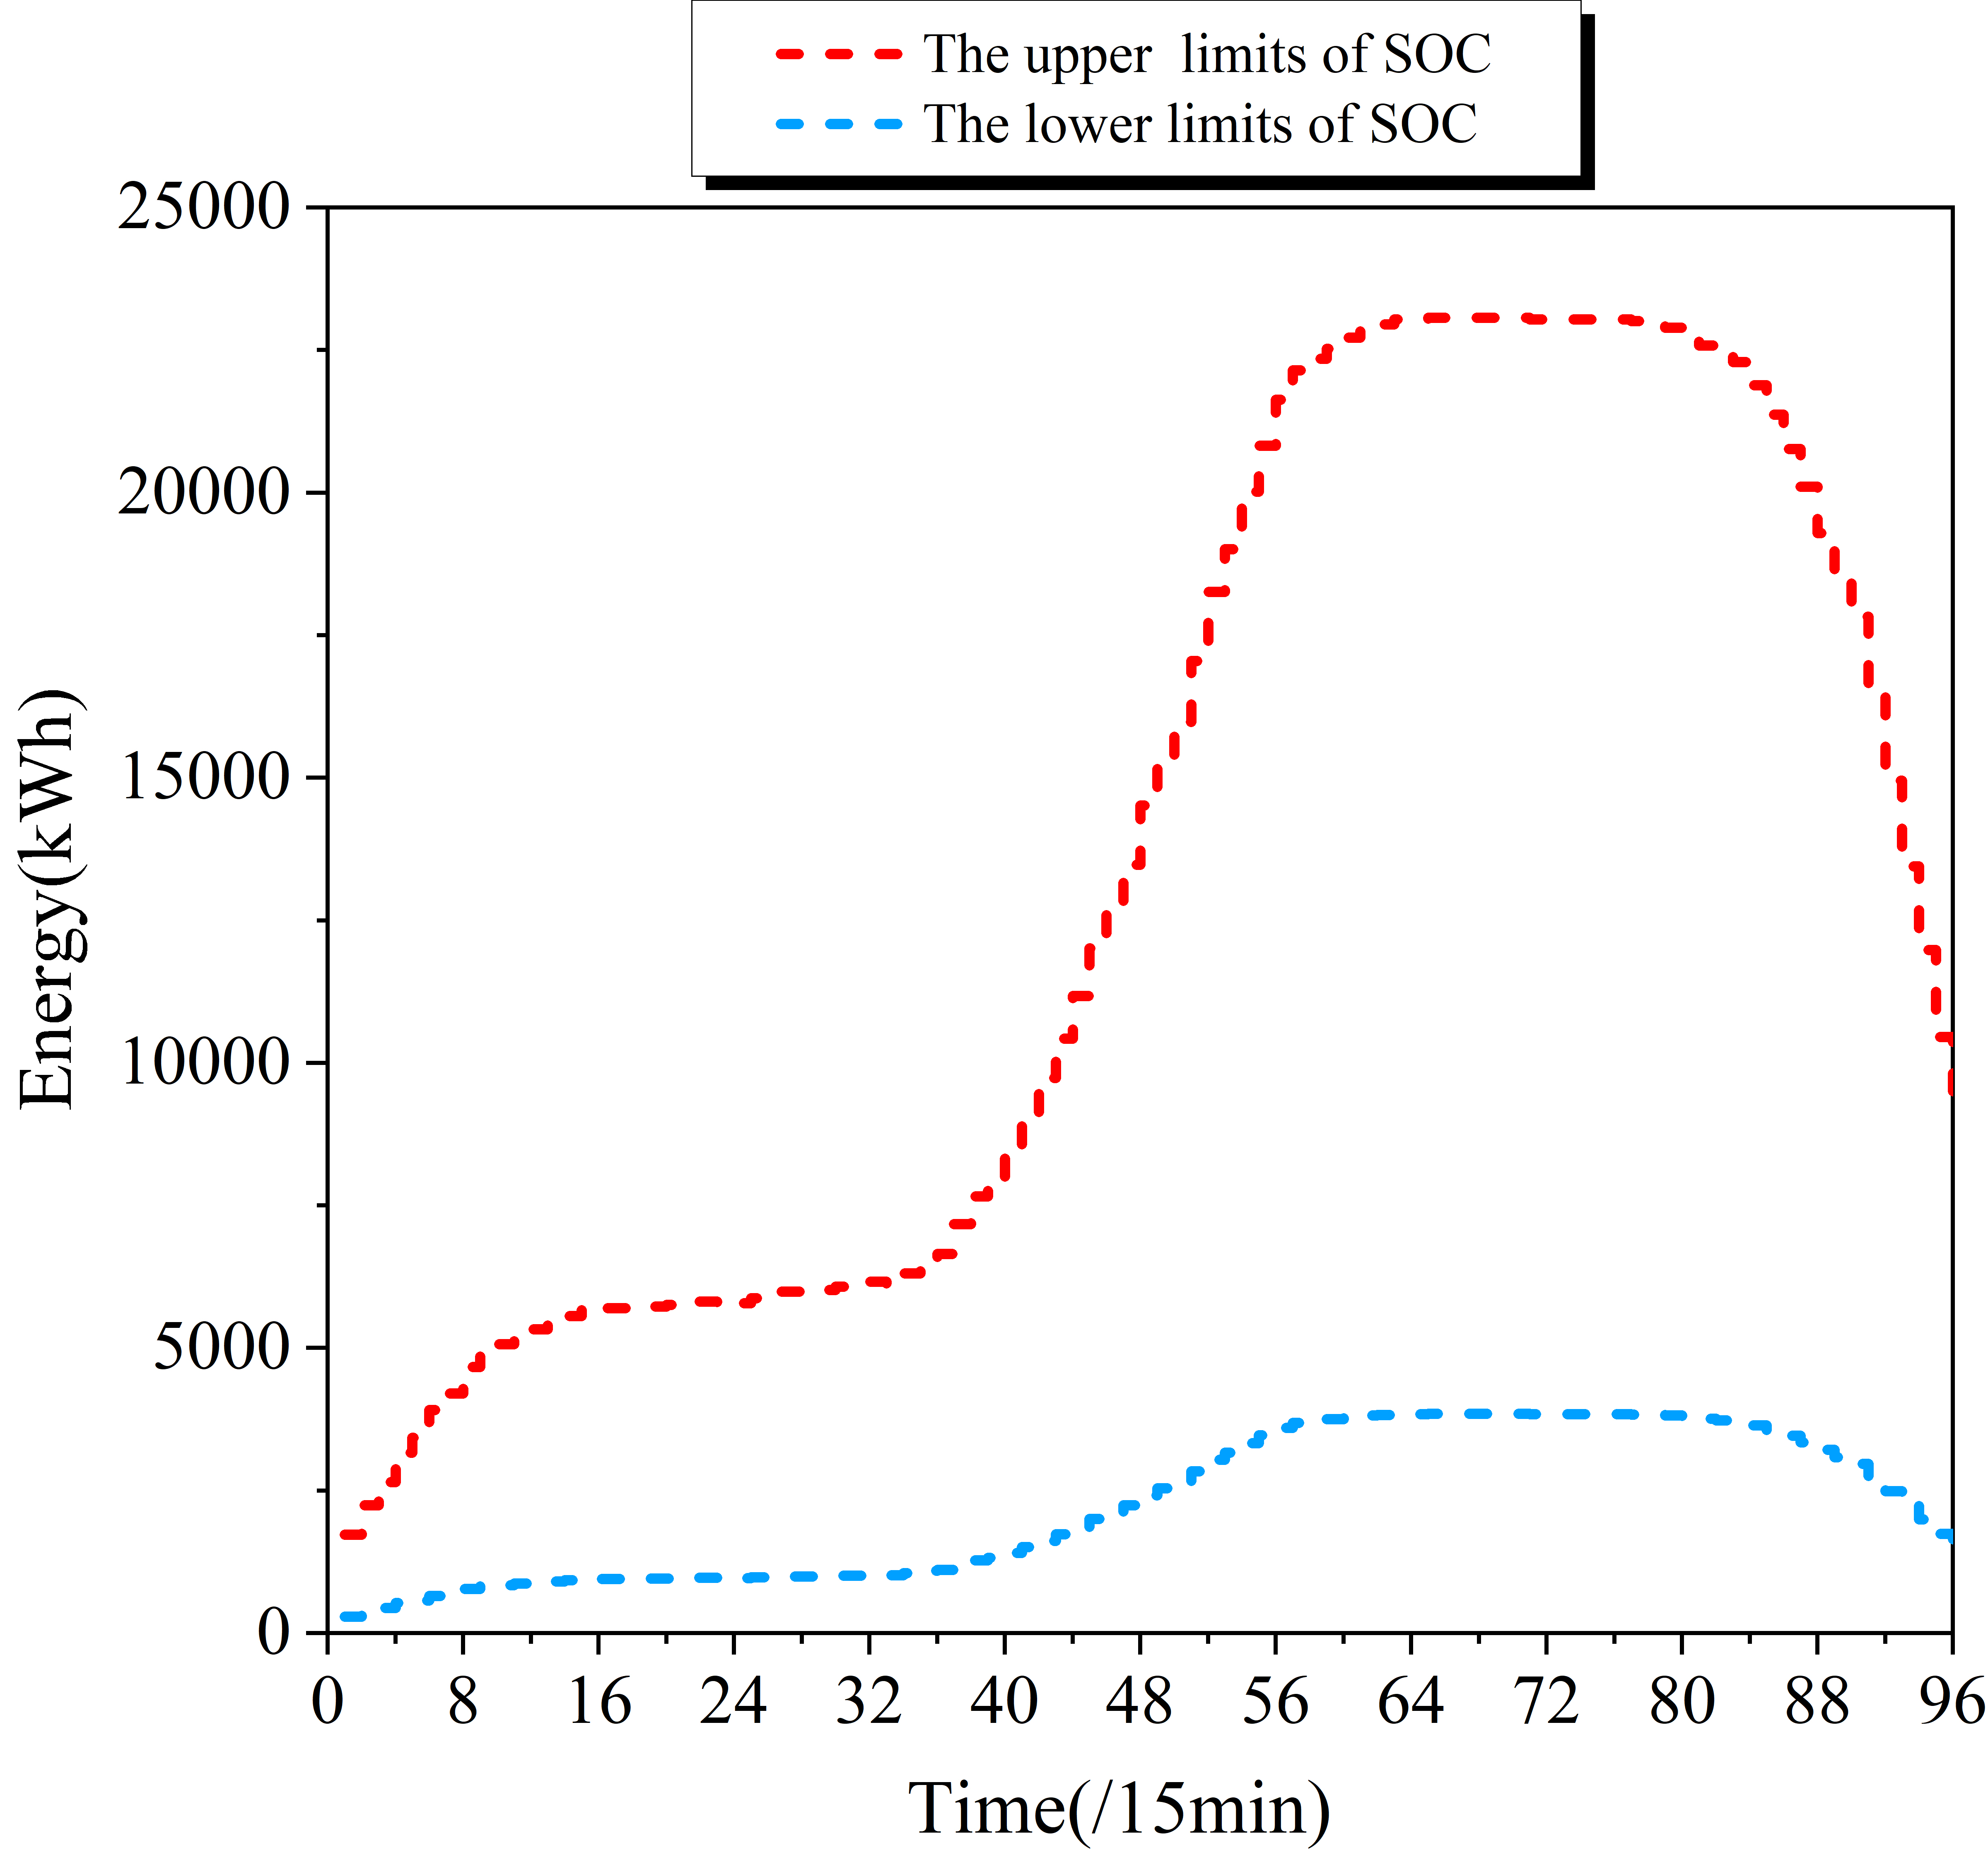 The upper limits of SOC
The lower limits of SOC
25000
20000
15000
10000
5000
0
Energy(kWh)
0 8 16 24 32 40 48 56 64 72 80 88 96
Time(/15min)